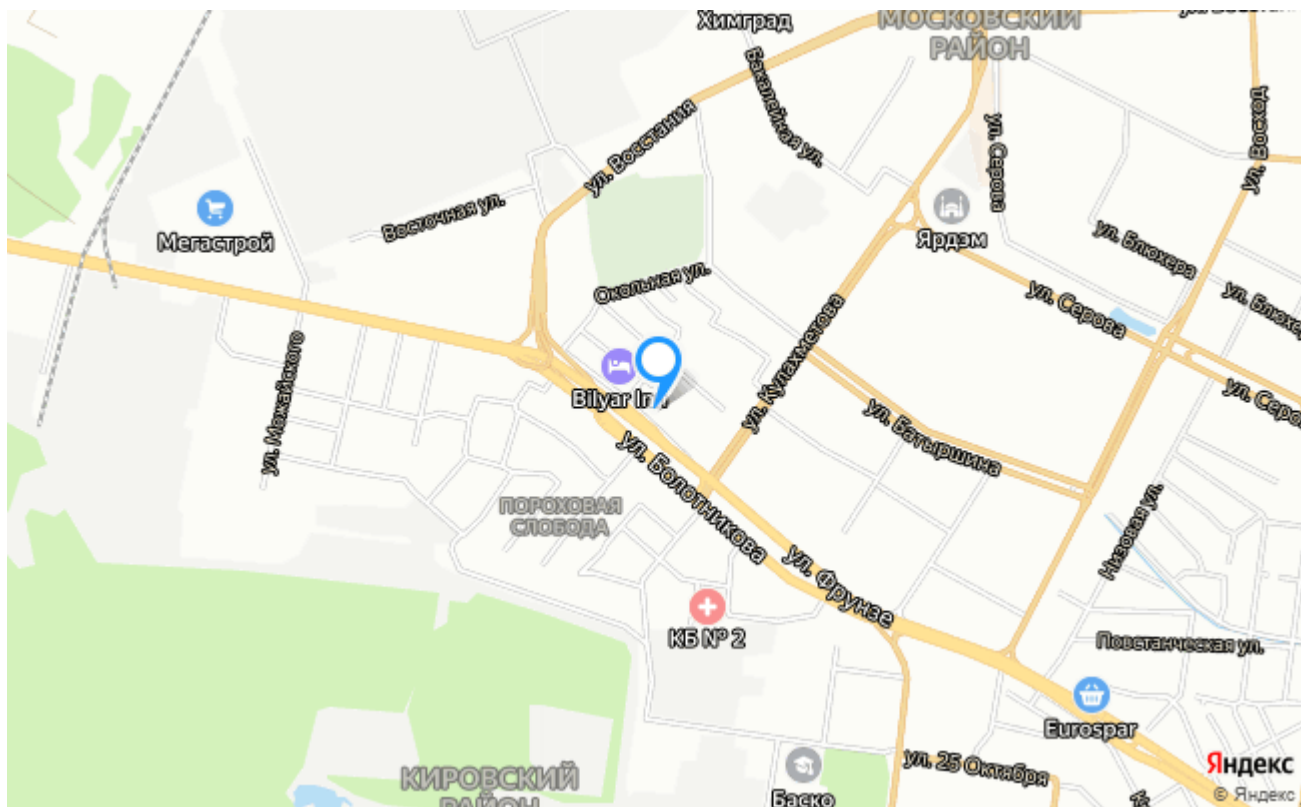 Химград
МОСКОВСКИЙ
РАЙОН
Бакалейная ул.
ул. Восстания
ул. Серова
ул. Восход
Мегастрой
Восточная ул.
Ярдэм
ул. Блюхера
Окольная ул.
ул. Серова
ул. Можайского
ул. Кулахметова
Bilyar Inn
ул. Батыршина
ул. Болотникова
ПОРОХОВАЯ
СЛОБОДА
Низовая ул.
ул. Фрунзе
КБ № 2
Повстанческая ул.
Eurospar
ул. 25 Октября
КИРОВСКИЙ
РАЙОН
Баско
Яндекс
© Яндекс